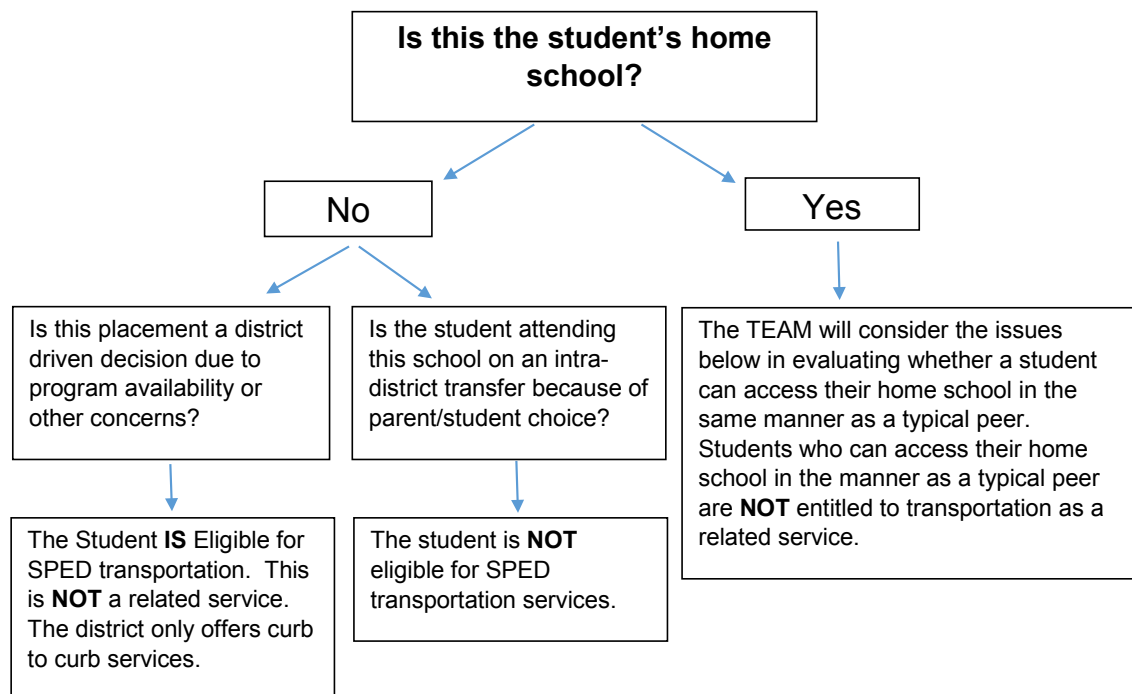 Is this the student’s home
school?
No
Yes
Is this placement a district
driven decision due to
program availability or
other concerns?
Is the student attending
this school on an intra-
district transfer because of
parent/student choice?
The TEAM will consider the issues
below in evaluating whether a student
can access their home school in the
same manner as a typical peer.
Students who can access their home
school in the manner as a typical peer
are NOT entitled to transportation as a
related service.
The Student IS Eligible for
SPED transportation.  This
is NOT a related service.
The district only offers curb
to curb services.
The student is NOT
eligible for SPED
transportation services.